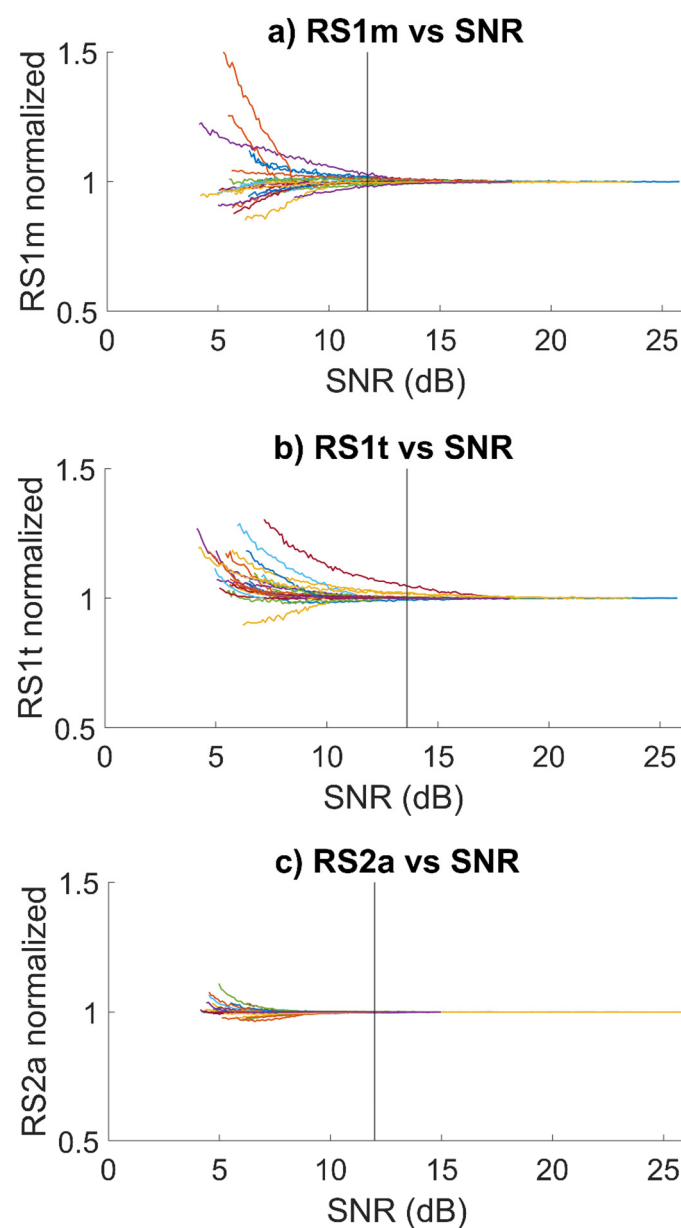 a) RS1m vs SNR
1.5
1
0.5
RS1m normalized
0 5 10 15 20 25
SNR (dB)
b) RS1t vs SNR
1.5
1
0.5
RS1t normalized
0 5 10 15 20 25
SNR (dB)
c) RS2a vs SNR
1.5
1
0.5
RS2a normalized
0 5 10 15 20 25
SNR (dB)